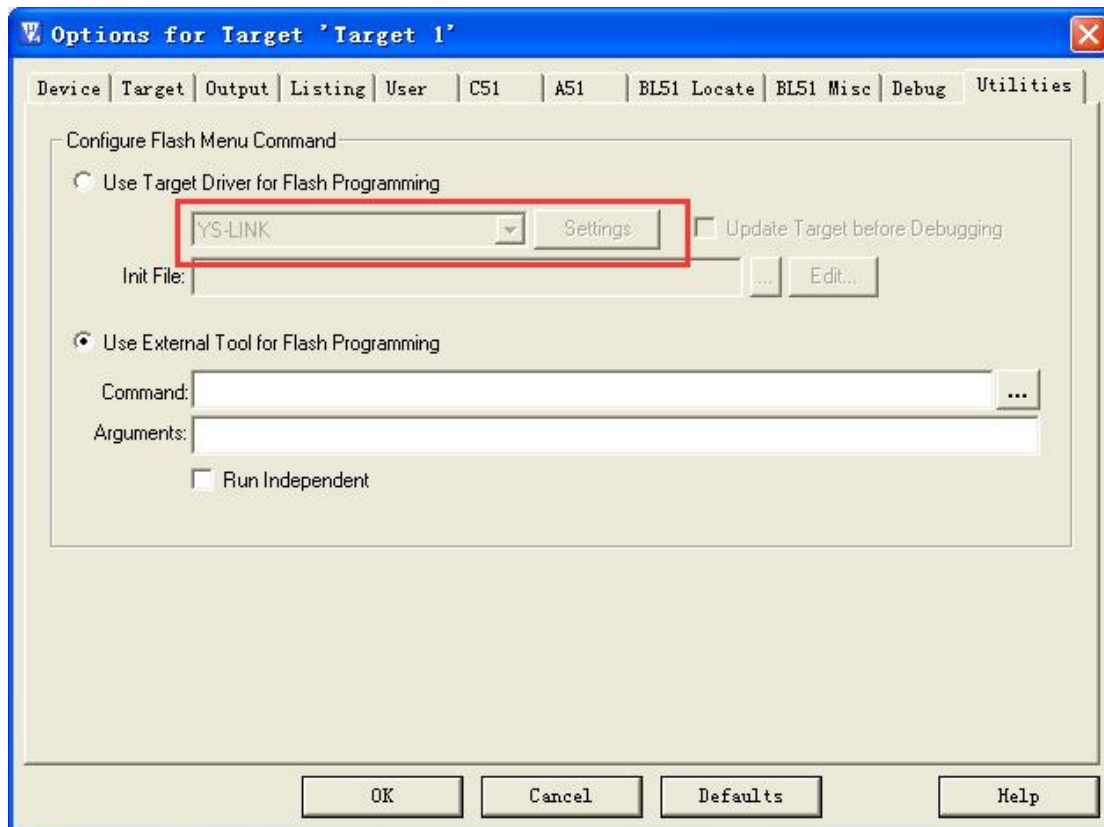 Options for Target 'Target 1'
Device Target Output Listing User C51 A51 BL51 Locate BL51 Misc Debug Utilities
Configure Flash Menu Command
Use Target Driver for Flash Programming
YS-LINK Settings Update Target before Debugging
Init File: ... Edit...
Use External Tool for Flash Programming
Command: ...
Arguments:
Run Independent
OK Cancel Defaults Help